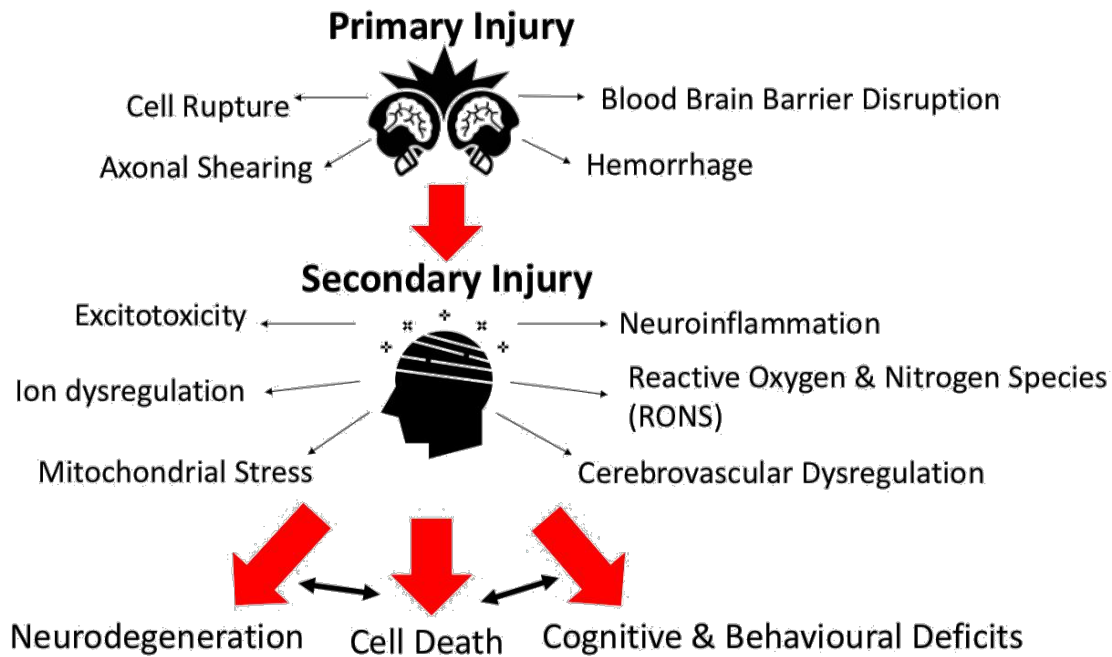 Primary Injury
Cell Rupture
Blood Brain Barrier Disruption
Axonal Shearing
Hemorrhage
Secondary Injury
Excitotoxicity
Neuroinflammation
Ion dysregulation
Reactive Oxygen & Nitrogen Species
(RONS)
Mitochondrial Stress
Cerebrovascular Dysregulation
Neurodegeneration
Cell Death
Cognitive & Behavioural Deficits